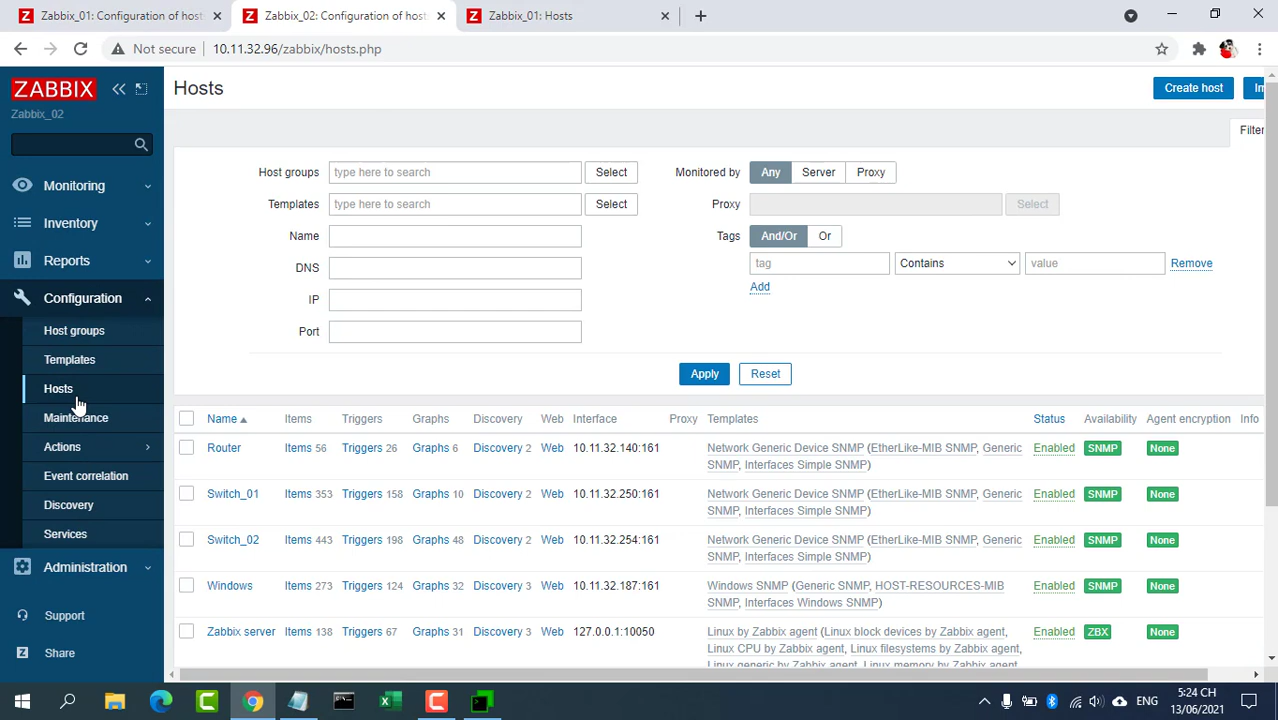 Zabbix_01: Configuration of host
Zabbix_02: Configuration of host
Zabbix_01: Hosts
Not secure 10.11.32.96/zabbix/hosts.php
ZABBIX
Zabbix_02
Hosts
Create host
Im
Filter
Monitoring
Inventory
Reports
Configuration
Host groups
Templates
Hosts
Maintenance
Actions
Event correlation
Discovery
Services
Administration
Support
Share
Host groups type here to search Select Monitored by Any Server Proxy
Templates type here to search Select Proxy Select
Name Tags And/Or Or
DNS tag Contains value Remove
IP Add
Port
Apply Reset
Name Items Triggers Graphs Discovery Web Interface Proxy Templates Status Availability Agent encryption Info
Router Items 56 Triggers 26 Graphs 6 Discovery 2 Web 10.11.32.140:161 Network Generic Device SNMP (EtherLike-MIB SNMP, Generic Enabled SNMP None
SNMP, Interfaces Simple SNMP)
Switch_01 Items 353 Triggers 158 Graphs 10 Discovery 2 Web 10.11.32.250:161 Network Generic Device SNMP (EtherLike-MIB SNMP, Generic Enabled SNMP None
SNMP, Interfaces Simple SNMP)
Switch_02 Items 443 Triggers 198 Graphs 48 Discovery 2 Web 10.11.32.254:161 Network Generic Device SNMP (EtherLike-MIB SNMP, Generic Enabled SNMP None
SNMP, Interfaces Simple SNMP)
Windows Items 273 Triggers 124 Graphs 32 Discovery 3 Web 10.11.32.187:161 Windows SNMP (Generic SNMP, HOST-RESOURCES-MIB Enabled SNMP None
SNMP, Interfaces Windows SNMP)
Zabbix server Items 138 Triggers 67 Graphs 31 Discovery 3 Web 127.0.0.1:10050 Linux by Zabbix agent (Linux block devices by Zabbix agent, Enabled ZBX None
Linux CPU by Zabbix agent, Linux filesystems by Zabbix agent,
Linux generic by Zabbix agent, Linux memory by Zabbix agent,
ENG
5:24 CH
13/06/2021